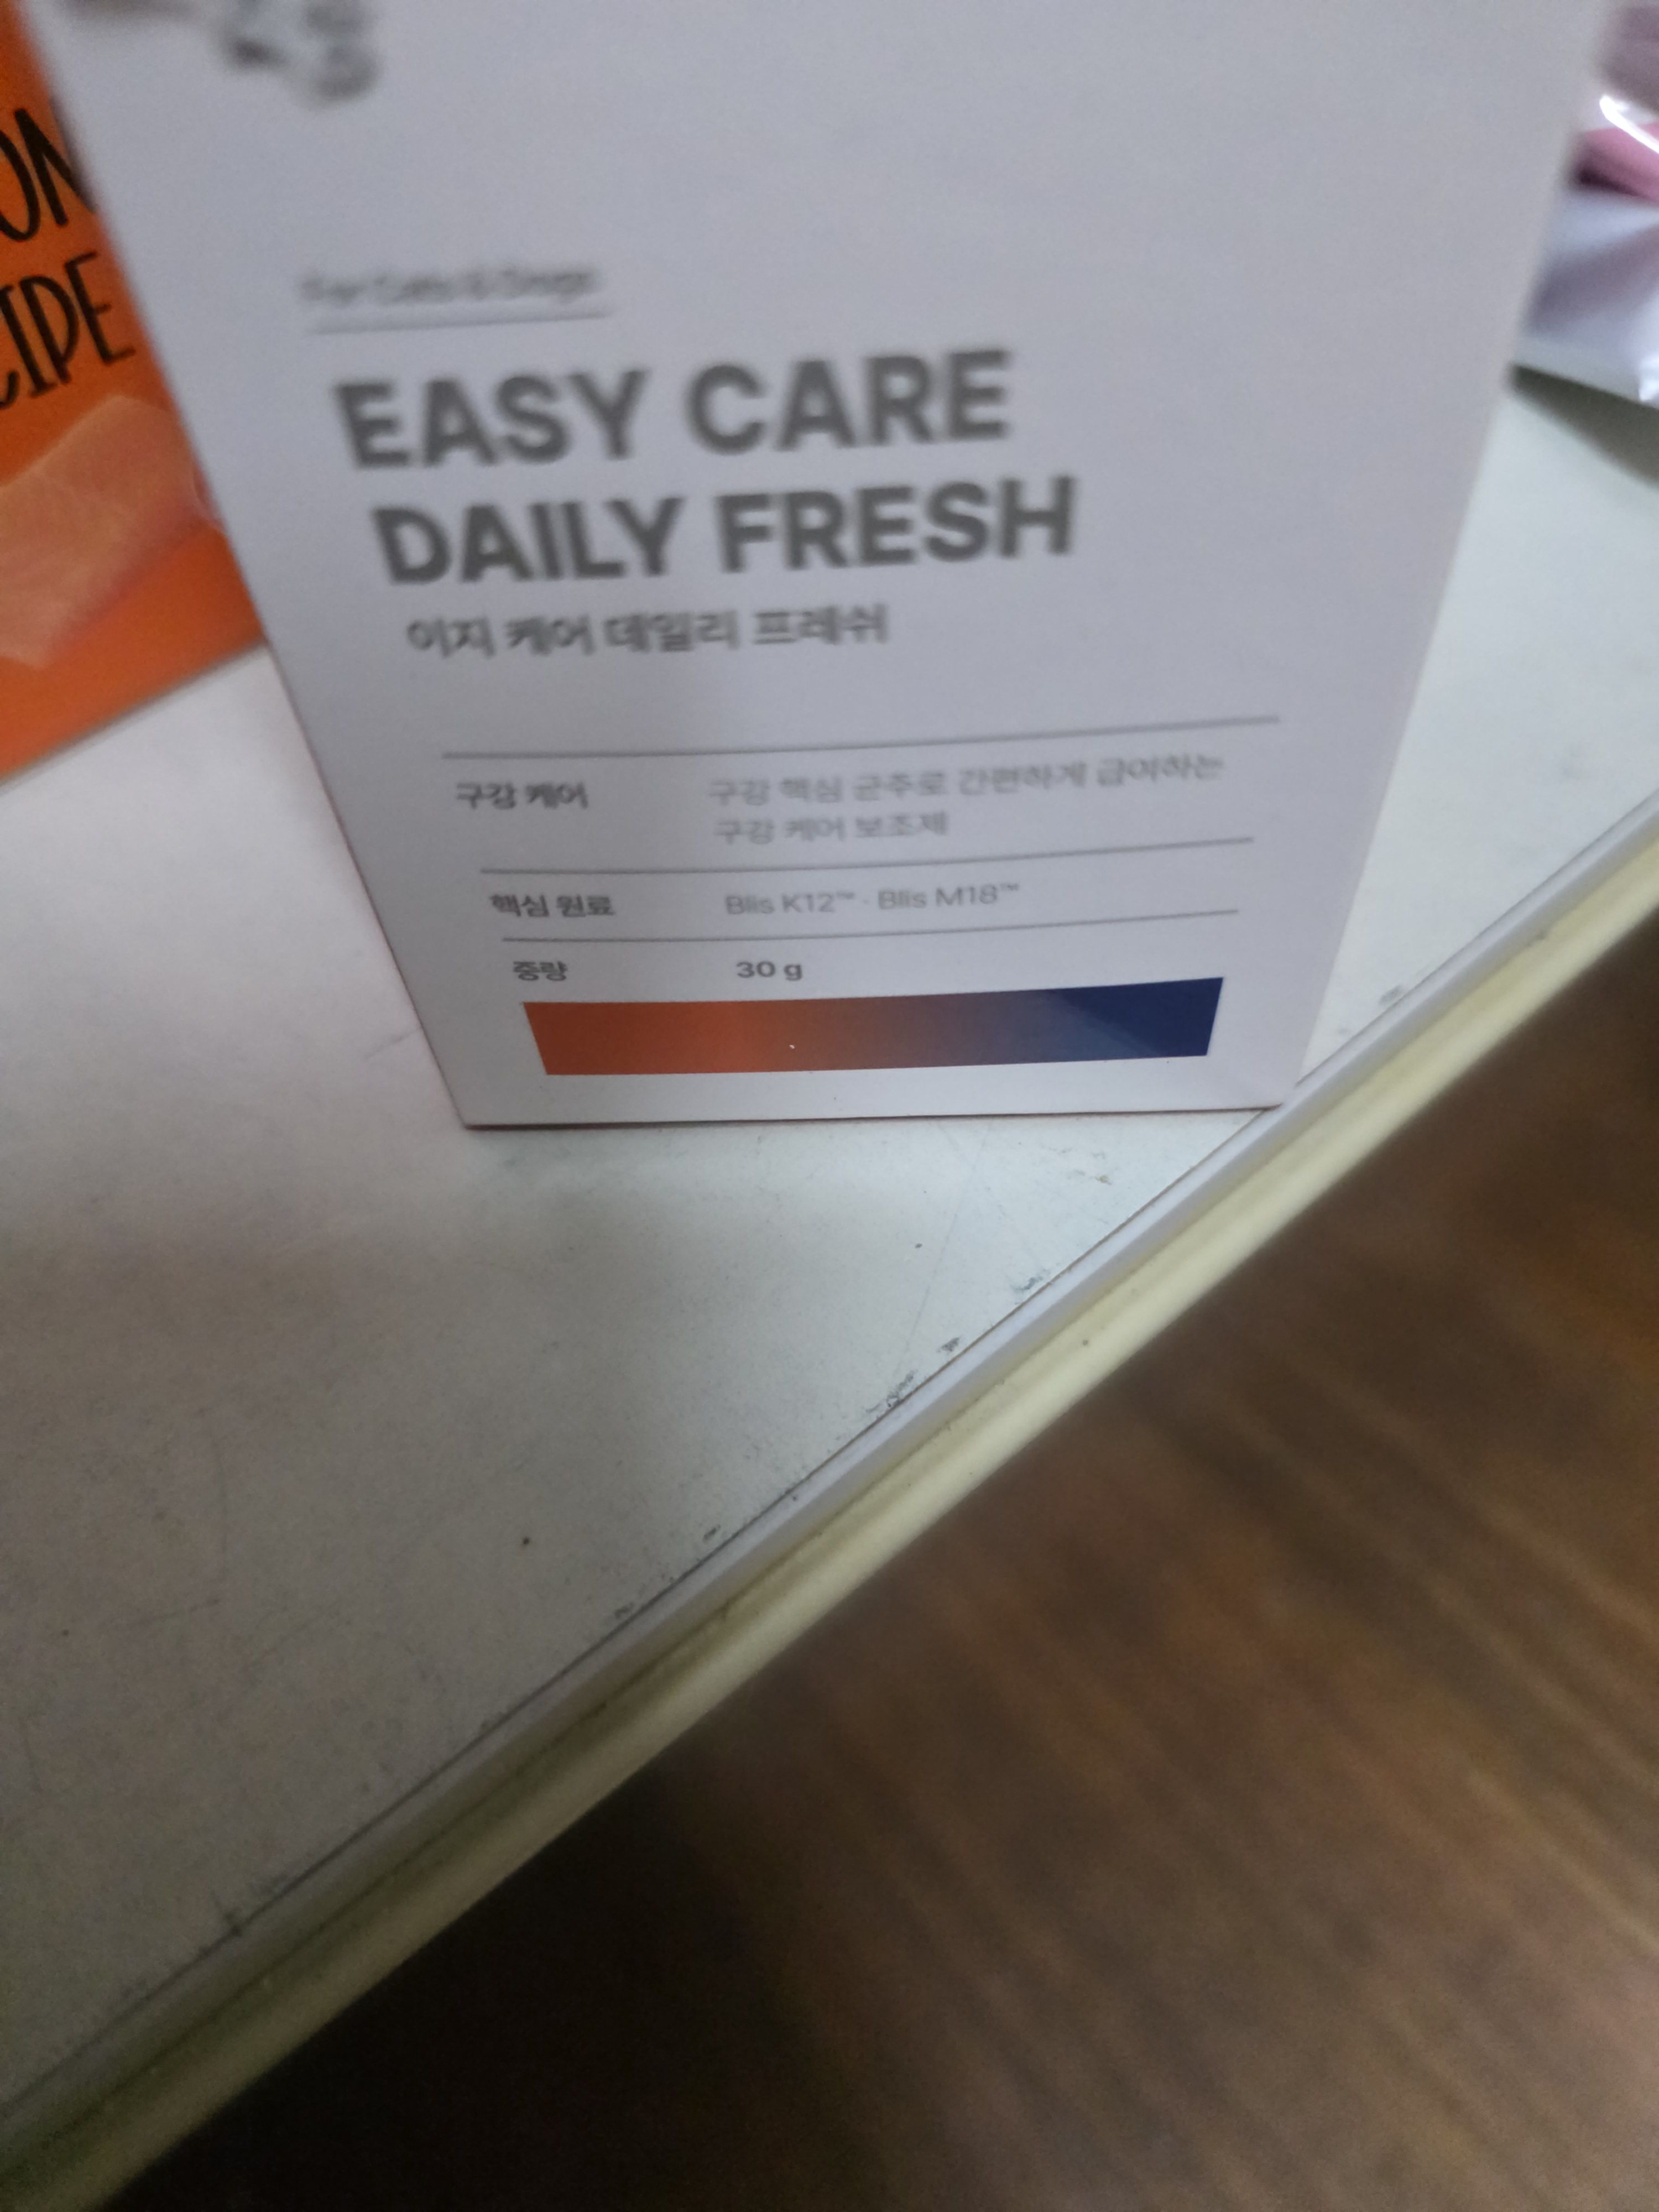 For Cats & Dogs
EASY CARE
DAILY FRESH
이지 케어 데일리 프레쉬
구강 케어 구강 핵심 균주로 간편하게 급여하는
구강 케어 보조제
핵심 원료 Blis K12™ · Blis M18™
중량 30 g